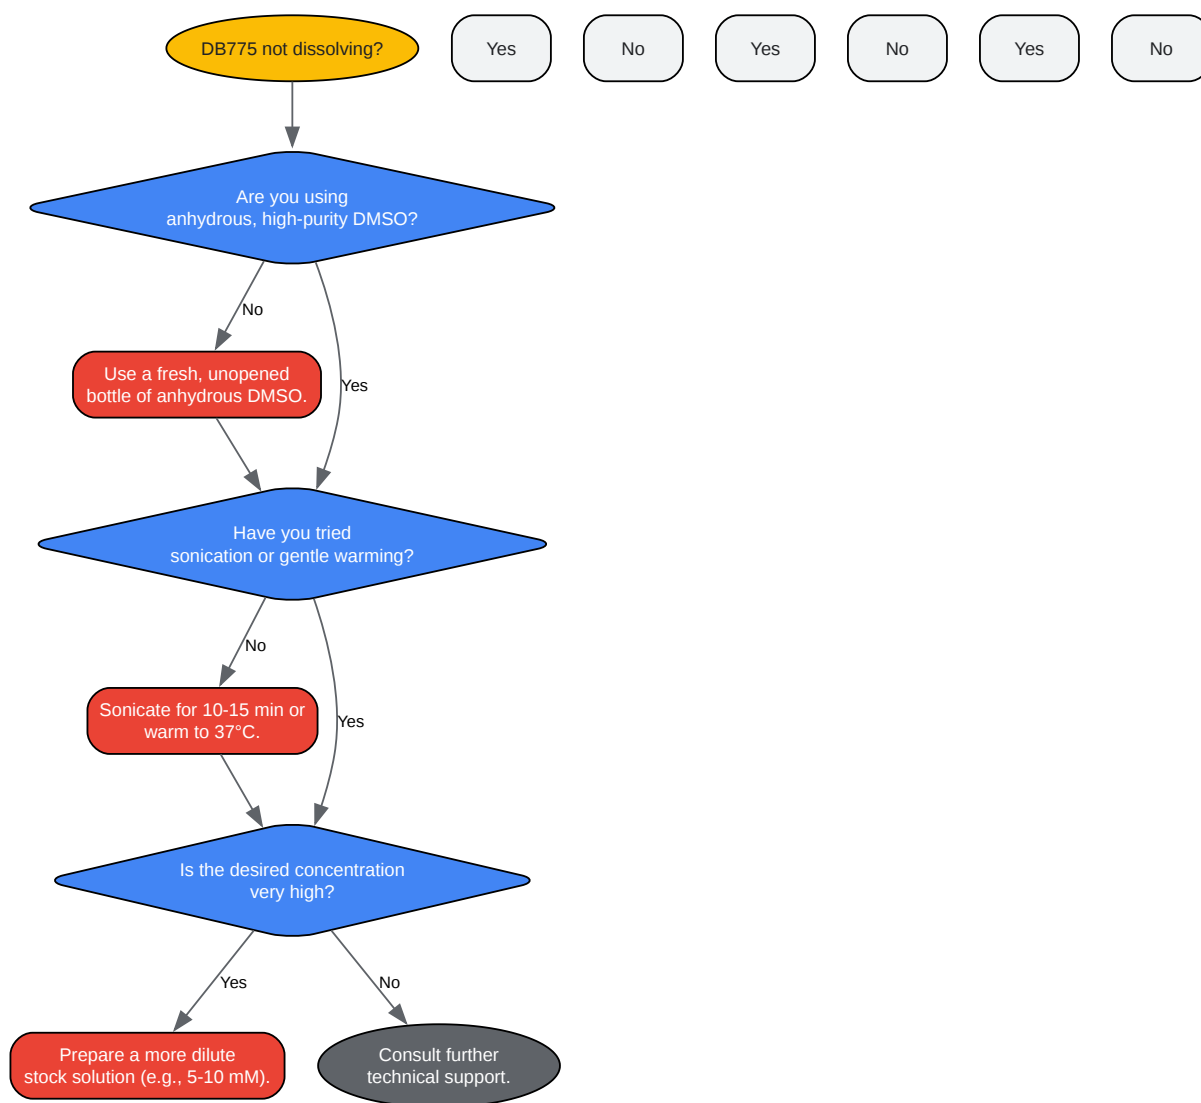 DB775 not dissolving?
Yes
No
Yes
No
Yes
No
Are you using
anhydrous, high-purity DMSO?
No
Use a fresh, unopened
bottle of anhydrous DMSO.
Yes
Have you tried
sonication or gentle warming?
No
Sonicate for 10-15 min or
warm to 37°C.
Yes
Is the desired concentration
very high?
Yes
No
Prepare a more dilute
stock solution (e.g., 5-10 mM).
Consult further
technical support.